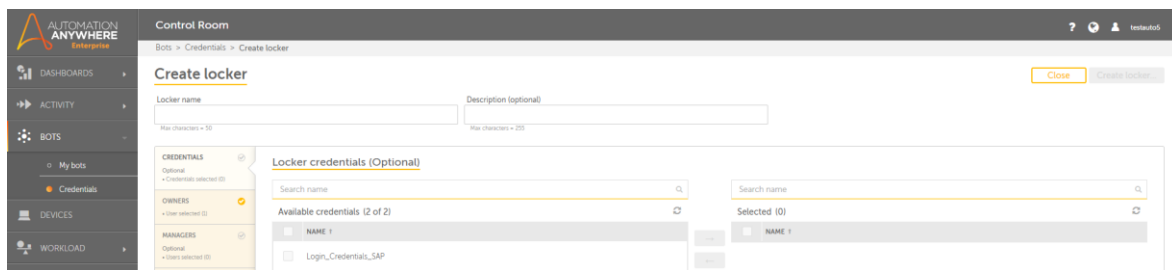 AUTOMATION
ANYWHERE
Enterprise
Control Room
? testauto5
Bots > Credentials > Create locker
DASHBOARDS
Create locker
Close Create locker...
ACTIVITY
Locker name Description (optional)
Max characters = 50 Max characters = 255
BOTS
CREDENTIALS
Optional
• Credentials selected (0)
Locker credentials (Optional)
My bots
Credentials
Search name Search name
OWNERS
• User selected (1)
Available credentials (2 of 2) Selected (0)
DEVICES
MANAGERS
Optional
• Users selected (0)
NAME ↑ NAME ↑
WORKLOAD
Login_Credentials_SAP